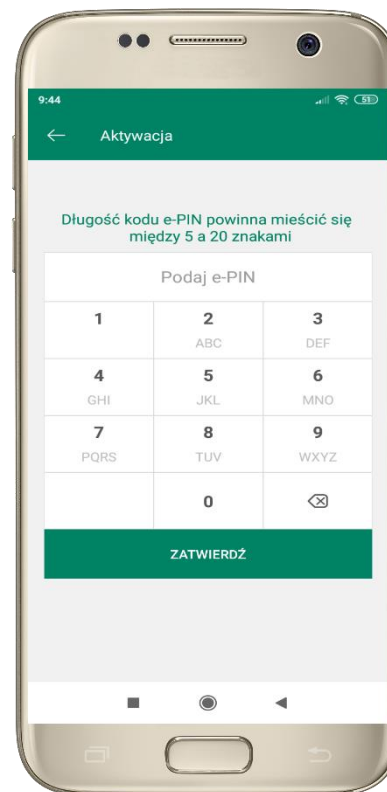 9:44
51
Aktywacja
Długość kodu e-PIN powinna mieścić się
między 5 a 20 znakami
Podaj e-PIN
1 2 3
ABC DEF
4 5 6
GHI JKL MNO
7 8 9
PQRS TUV WXYZ
0
ZATWIERDŹ